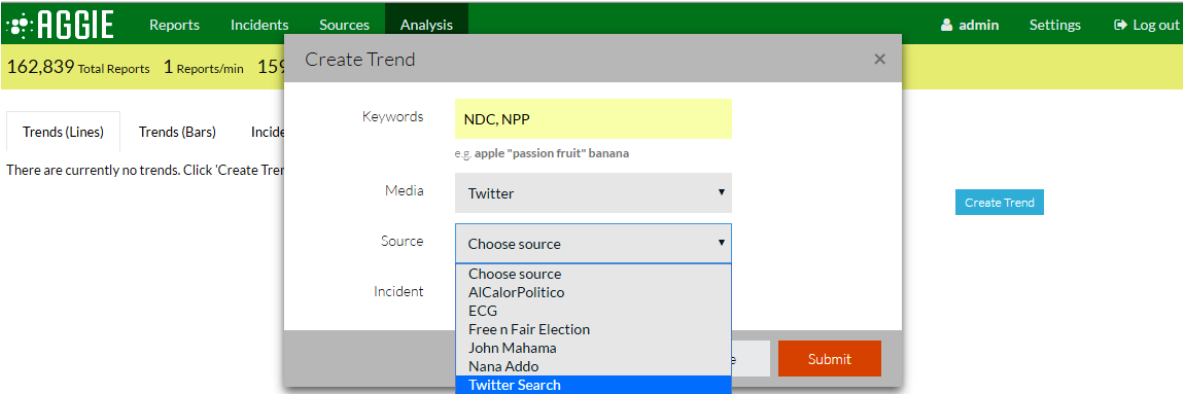 AGGIE Reports Incidents Sources Analysis admin Settings Log out
162,839 Total Reports 1 Reports/min 159
Create Trend ×
Trends (Lines) Trends (Bars) Incide
There are currently no trends. Click 'Create Tren
Keywords NDC, NPP
e.g. apple "passion fruit" banana
Media Twitter
Create Trend
Source Choose source
Choose source
AlCalorPolitico
Incident
ECG
Free n Fair Election
John Mahama
Nana Addo
Twitter Search
e Submit